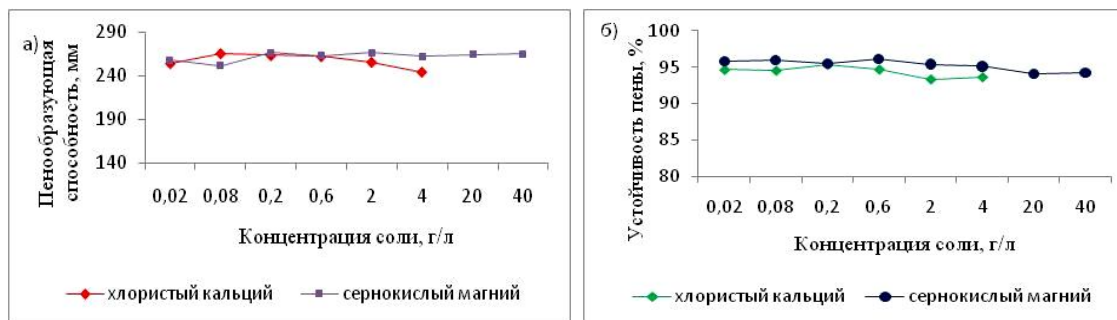 а)
Пенообразующая
способность, мм
290
240
190
140
0,02 0,08 0,2 0,6 2 4 20 40
Концентрация соли, г/л
хлористый кальций сернокислый магний
б)
Устойчивость пены, %
100
95
90
85
80
0,02 0,08 0,2 0,6 2 4 20 40
Концентрация соли, г/л
хлористый кальций сернокислый магний